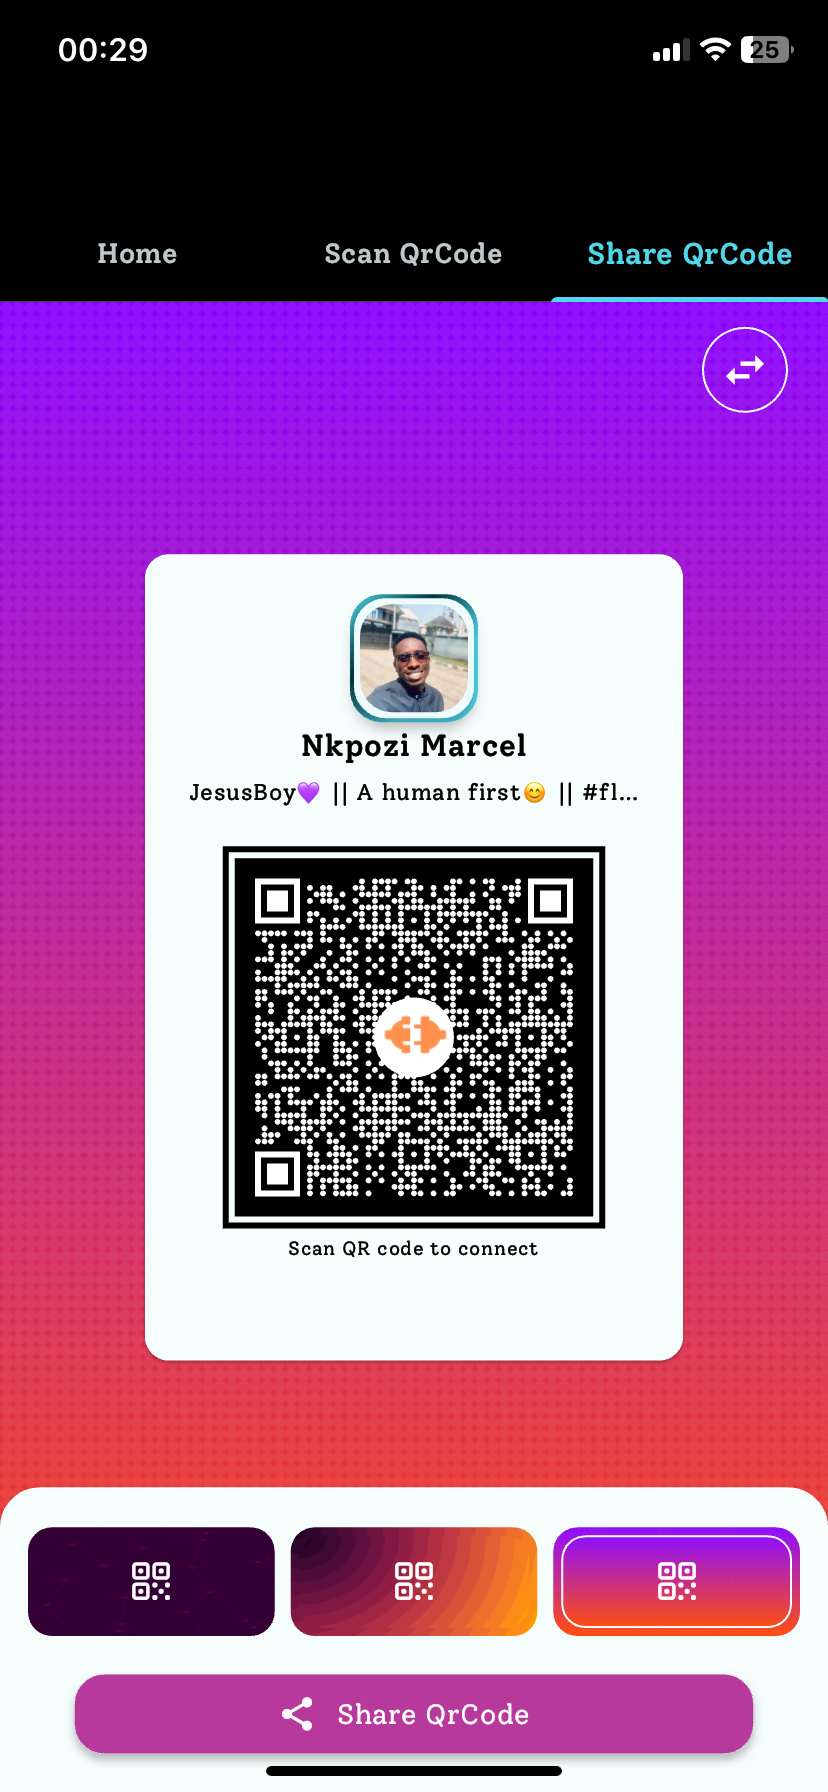 00:29
25
Home
Scan QrCode
Share QrCode
Nkpozi Marcel
JesusBoy💜 || A human first😊 || #fl...
Scan QR code to connect
Share QrCode